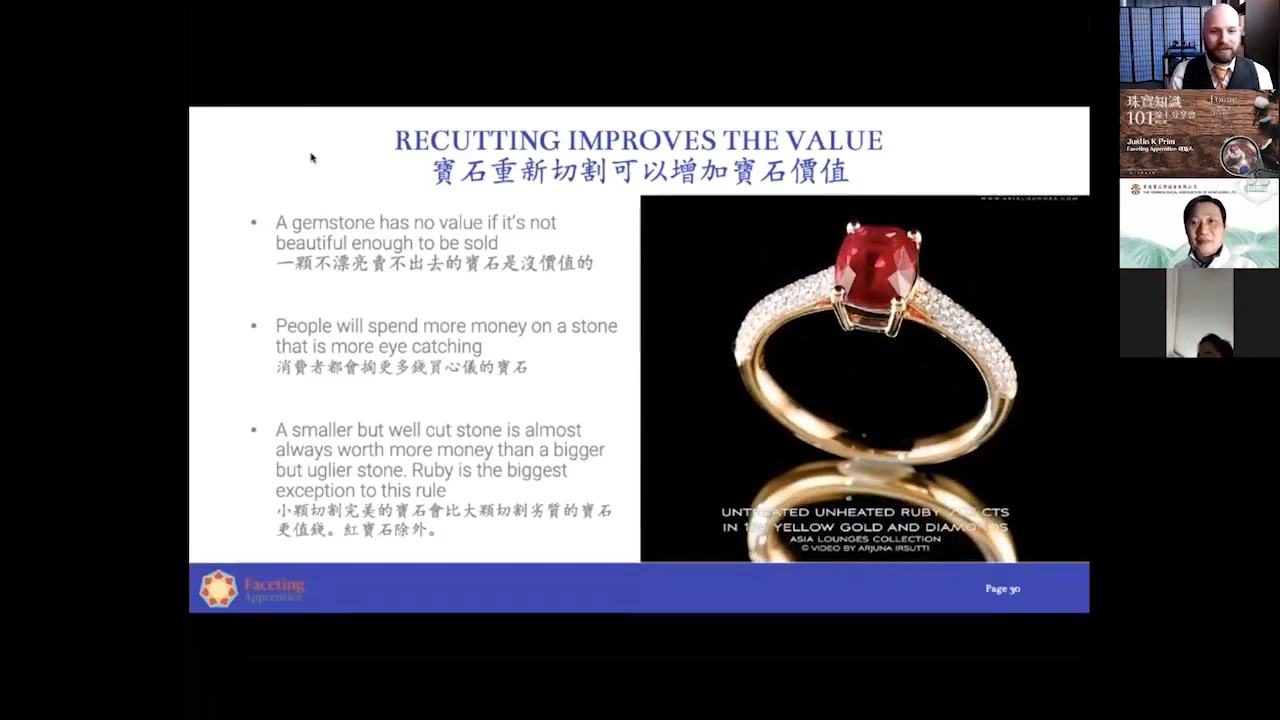 RECUTTING IMPROVES THE VALUE
寶石重新切割可以增加寶石價值
• A gemstone has no value if it's not
beautiful enough to be sold
一顆不漂亮賣不出去的寶石是沒價值的
• People will spend more money on a stone
that is more eye catching
消費者都會掏更多錢買心儀的寶石
• A smaller but well cut stone is almost
always worth more money than a bigger
but uglier stone. Ruby is the biggest
exception to this rule
小顆切割完美的寶石會比大顆切割劣質的寶石
更值錢。紅寶石除外。
WWW.ASIALOUNGES.COM
UNTREATED UNHEATED RUBY CTS
IN YELLOW GOLD AND DIAMONDS
ASIA LOUNGES COLLECTION
© VIDEO BY ARJUNA IRSUTTI
Faceting
Apprentice
Page 30
珠寶知識
101
Justin K Prim
Faceting Apprentice